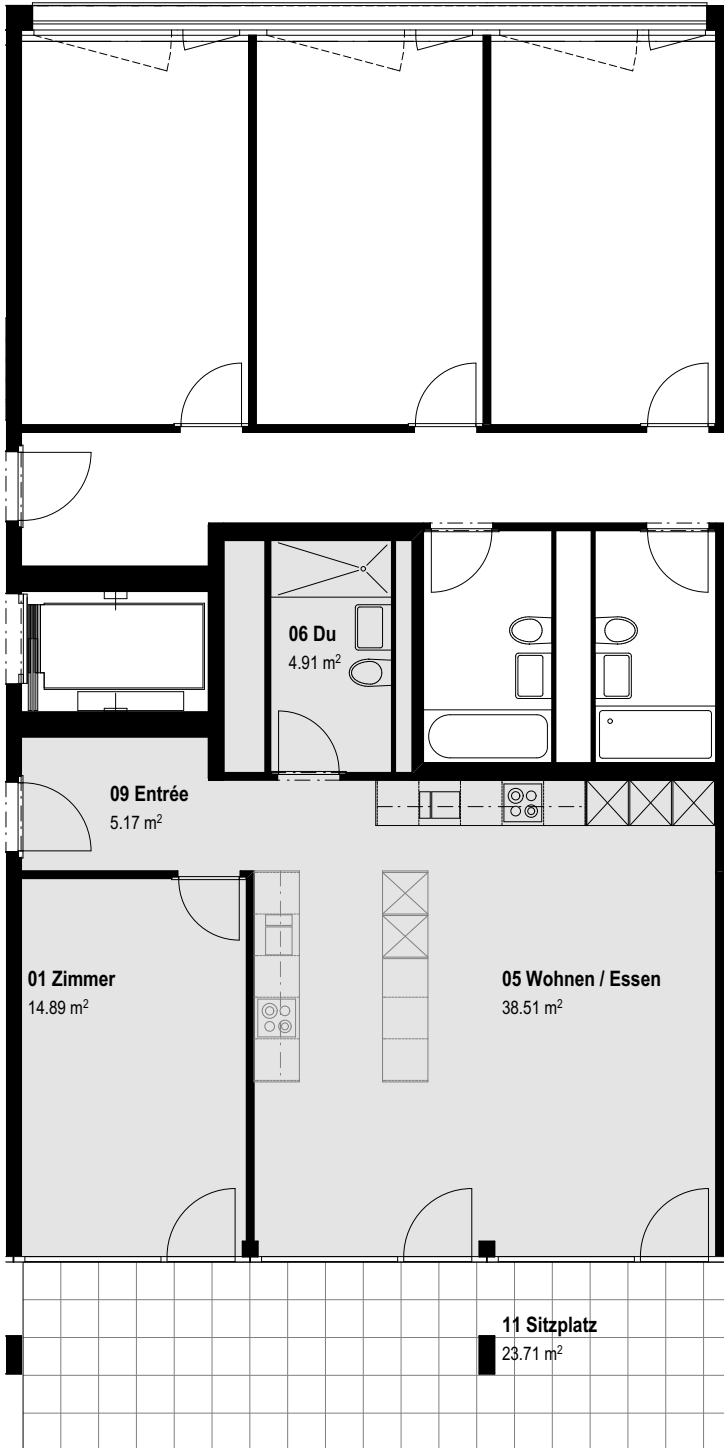 06 Du
4.91 m²
09 Entrée
5.17 m²
01 Zimmer
14.89 m²
05 Wohnen / Essen
38.51 m²
11 Sitzplatz
23.71 m²